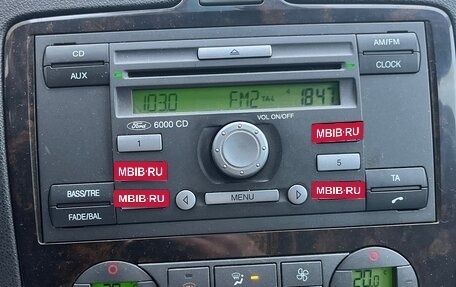 CD
AM/FM
AUX
CLOCK
1030 FM2 TA-L 4 1847
Ford 6000 CD
VOL ON/OFF
1
MBIB.RU
MBIB.RU
5
MBIB.RU
MBIB.RU
BASS/TRE
MENU
TA
FADE/BAL